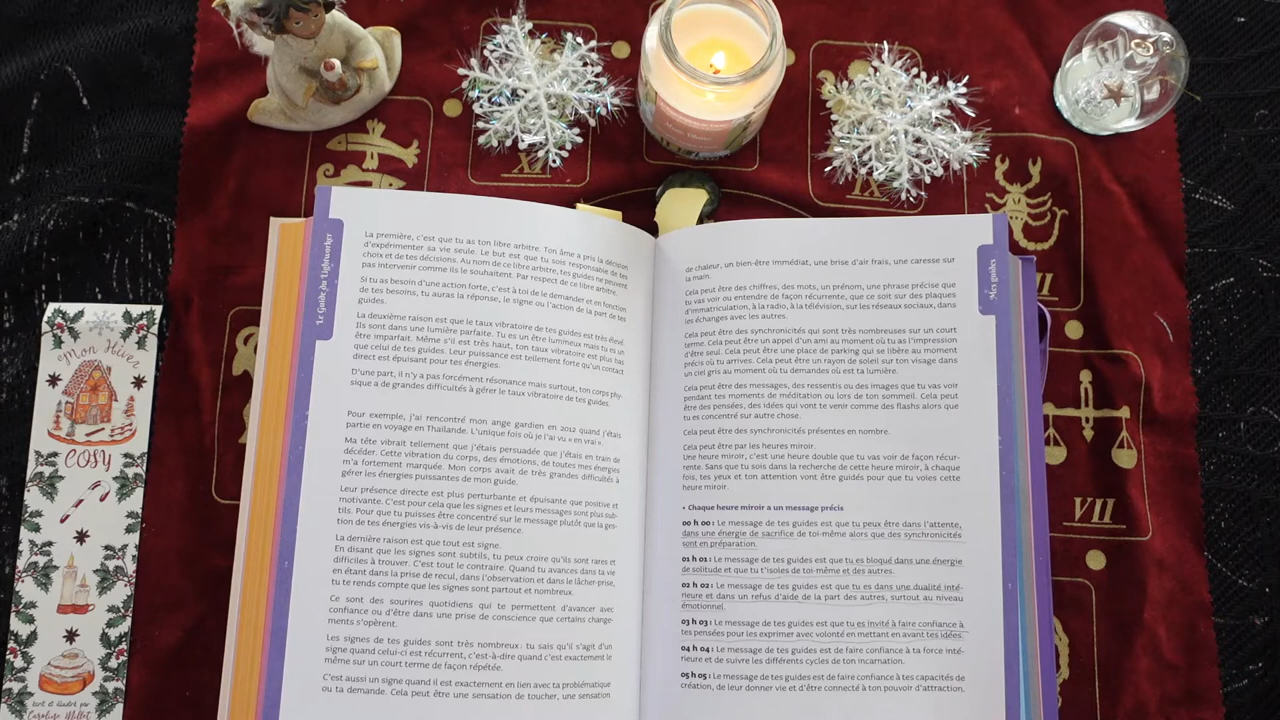 XI
IX
VII
Mon Hiver
COSY
écrit et illustré par
Caroline Millet
Le Guide du Lightworker
La première, c'est que tu as ton libre arbitre. Ton âme a pris la décision
d'expérimenter sa vie seule. Le but est que tu sois responsable de tes
choix et de tes décisions. Au nom de ce libre arbitre, tes guides ne peuvent
pas intervenir comme ils le souhaitent. Par respect de ce libre arbitre.
Si tu as besoin d'une action forte, c'est à toi de le demander et en fonction
de tes besoins, tu auras la réponse, le signe ou l'action de la part de tes
guides.
La deuxième raison est que le taux vibratoire de tes guides est très élevé.
Ils sont dans une lumière parfaite. Tu es un être lumineux mais tu es un
être imparfait. Même s'il est très haut, ton taux vibratoire est plus bas
que celui de tes guides. Leur puissance est tellement forte qu'un contact
direct est épuisant pour tes énergies.
D'une part, il n'y a pas forcément résonance mais surtout, ton corps phy-
sique a de grandes difficultés à gérer le taux vibratoire de tes guides.
Pour exemple, j'ai rencontré mon ange gardien en 2012 quand j'étais
partie en voyage en Thaïlande. L'unique fois où je l'ai vu « en vrai ».
Ma tête vibrait tellement que j'étais persuadée que j'étais en train de
décéder. Cette vibration du corps, des émotions, de toutes mes énergies
m'a fortement marquée. Mon corps avait de très grandes difficultés à
gérer les énergies puissantes de mon guide.
Leur présence directe est plus perturbante et épuisante que positive et
motivante. C'est pour cela que les signes et leurs messages sont plus sub-
tils. Pour que tu puisses être concentré sur le message plutôt que la ges-
tion de tes énergies vis-à-vis de leur présence.
La dernière raison est que tout est signe.
En disant que les signes sont subtils, tu peux croire qu'ils sont rares et
difficiles à trouver. C'est tout le contraire. Quand tu avances dans ta vie
en étant dans la prise de recul, dans l'observation et dans le lâcher-prise,
tu te rends compte que les signes sont partout et nombreux.
Ce sont des sourires quotidiens qui te permettent d'avancer avec
confiance ou d'être dans une prise de conscience que certains change-
ments s'opèrent.
Les signes de tes guides sont très nombreux : tu sais qu'il s'agit d'un
signe quand celui-ci est récurrent, c'est-à-dire quand c'est exactement le
même sur un court terme de façon répétée.
C'est aussi un signe quand il est exactement en lien avec ta problématique
ou ta demande. Cela peut être une sensation de toucher, une sensation
Mes guides
de chaleur, un bien-être immédiat, une brise d'air frais, une caresse sur
la main.
Cela peut être des chiffres, des mots, un prénom, une phrase précise que
tu vas voir ou entendre de façon récurrente, que ce soit sur des plaques
d'immatriculation, à la radio, à la télévision, sur les réseaux sociaux, dans
les échanges avec les autres.
Cela peut être des synchronicités qui sont très nombreuses sur un court
terme. Cela peut être un appel d'un ami au moment où tu as l'impression
d'être seul. Cela peut être une place de parking qui se libère au moment
précis où tu arrives. Cela peut être un rayon de soleil sur ton visage dans
un ciel gris au moment où tu demandes où est ta lumière.
Cela peut être des messages, des ressentis ou des images que tu vas voir
pendant tes moments de méditation ou lors de ton sommeil. Cela peut
être des pensées, des idées qui vont te venir comme des flashs alors que
tu es concentré sur autre chose.
Cela peut être des synchronicités présentes en nombre.
Cela peut être par les heures miroir.
Une heure miroir, c'est une heure double que tu vas voir de façon récur-
rente. Sans que tu sois dans la recherche de cette heure miroir, à chaque
fois, tes yeux et ton attention vont être guidés pour que tu voies cette
heure miroir.
• Chaque heure miroir a un message précis
00 h 00 : Le message de tes guides est que tu peux être dans l'attente,
dans une énergie de sacrifice de toi-même alors que des synchronicités
sont en préparation.
01 h 01 : Le message de tes guides est que tu es bloqué dans une énergie
de solitude et que tu t'isoles de toi-même et des autres.
02 h 02 : Le message de tes guides est que tu es dans une dualité inté-
rieure et dans un refus d'aide de la part des autres, surtout au niveau
émotionnel.
03 h 03 : Le message de tes guides est que tu es invité à faire confiance à
tes pensées pour les exprimer avec volonté en mettant en avant tes idées.
04 h 04 : Le message de tes guides est de faire confiance à ta force inté-
rieure et de suivre les différents cycles de ton incarnation.
05 h 05 : Le message de tes guides est de faire confiance à tes capacités de
création, de leur donner vie et d'être connecté à ton pouvoir d'attraction.